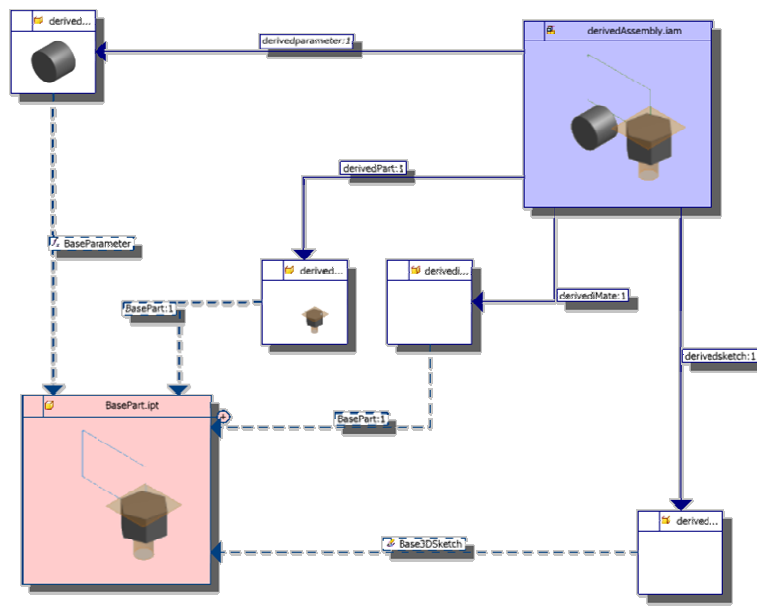 derived...
derivedparameter:1
derivedAssembly.iam
derivedPart:1
BaseParameter
derived...
derivedi...
derivediMate:1
BasePart:1
derivedsketch:1
BasePart.ipt
BasePart:1
derived...
Base3DSketch